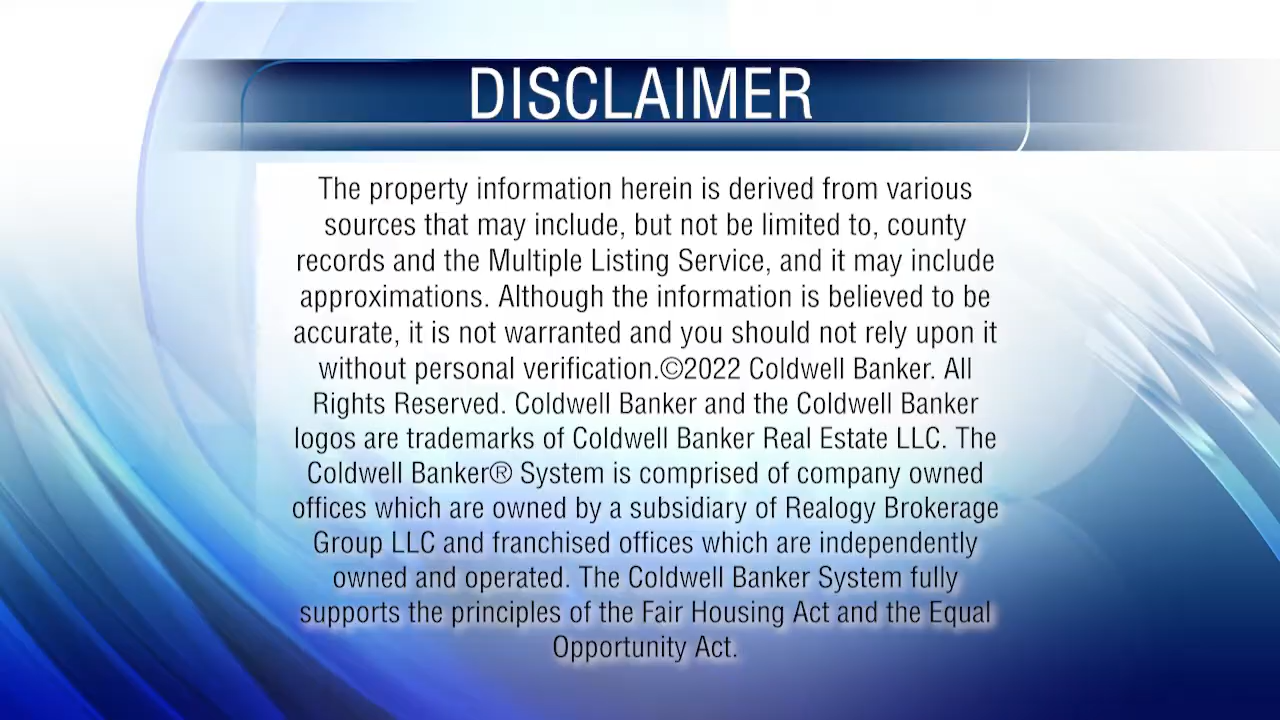 DISCLAIMER
The property information herein is derived from various
sources that may include, but not be limited to, county
records and the Multiple Listing Service, and it may include
approximations. Although the information is believed to be
accurate, it is not warranted and you should not rely upon it
without personal verification.©2022 Coldwell Banker. All
Rights Reserved. Coldwell Banker and the Coldwell Banker
logos are trademarks of Coldwell Banker Real Estate LLC. The
Coldwell Banker® System is comprised of company owned
offices which are owned by a subsidiary of Realogy Brokerage
Group LLC and franchised offices which are independently
owned and operated. The Coldwell Banker System fully
supports the principles of the Fair Housing Act and the Equal
Opportunity Act.